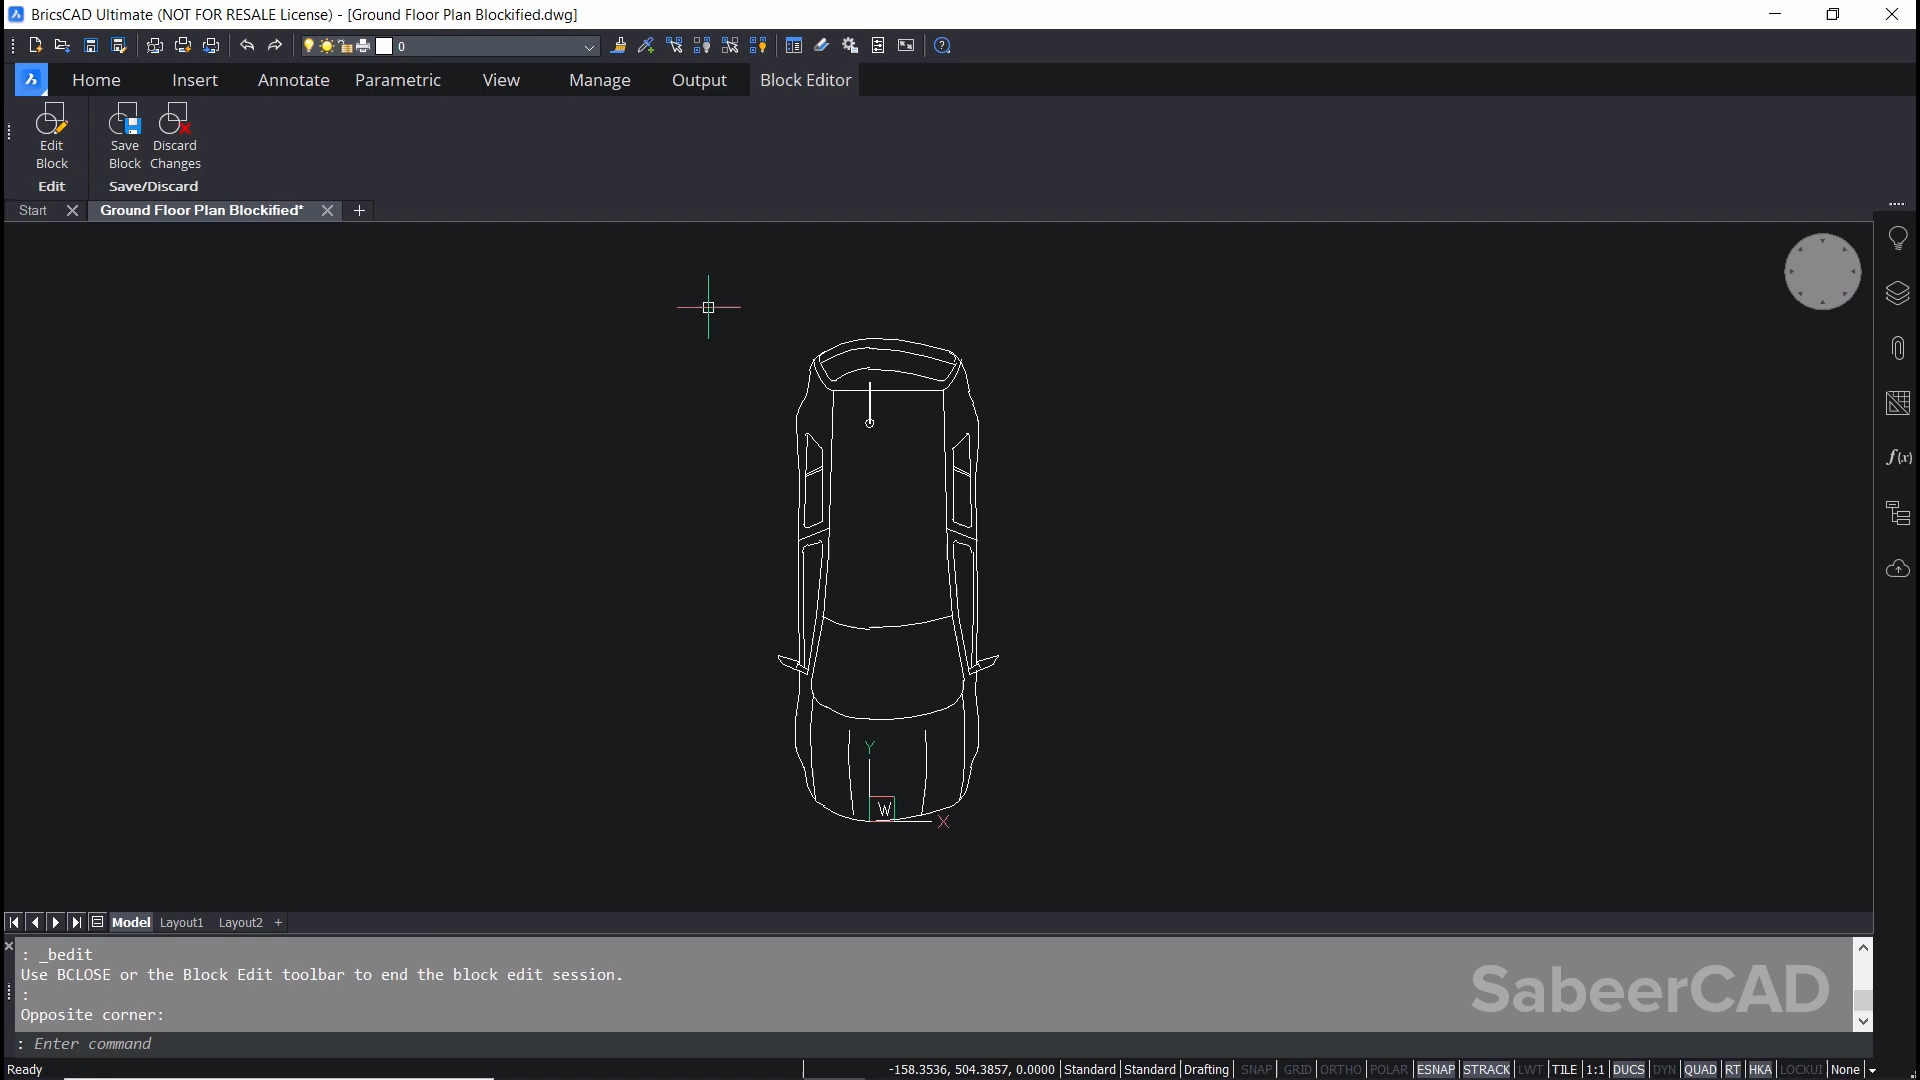 BricsCAD Ultimate (NOT FOR RESALE License) - [Ground Floor Plan Blockified.dwg]
0
Home Insert Annotate Parametric View Manage Output Block Editor
Edit Block
Save Block
Discard Changes
Edit Save/Discard
Start Ground Floor Plan Blockified* +
f(x)
Y
W
X
Model Layout1 Layout2 +
: _bedit
Use BCLOSE or the Block Edit toolbar to end the block edit session.
:
Opposite corner:
SabeerCAD
: Enter command
Ready -158.3536, 504.3857, 0.0000 Standard Standard Drafting SNAP GRID ORTHO POLAR ESNAP STRACK LWT TILE 1:1 DUCS DYN QUAD RT HKA LOCKUI None